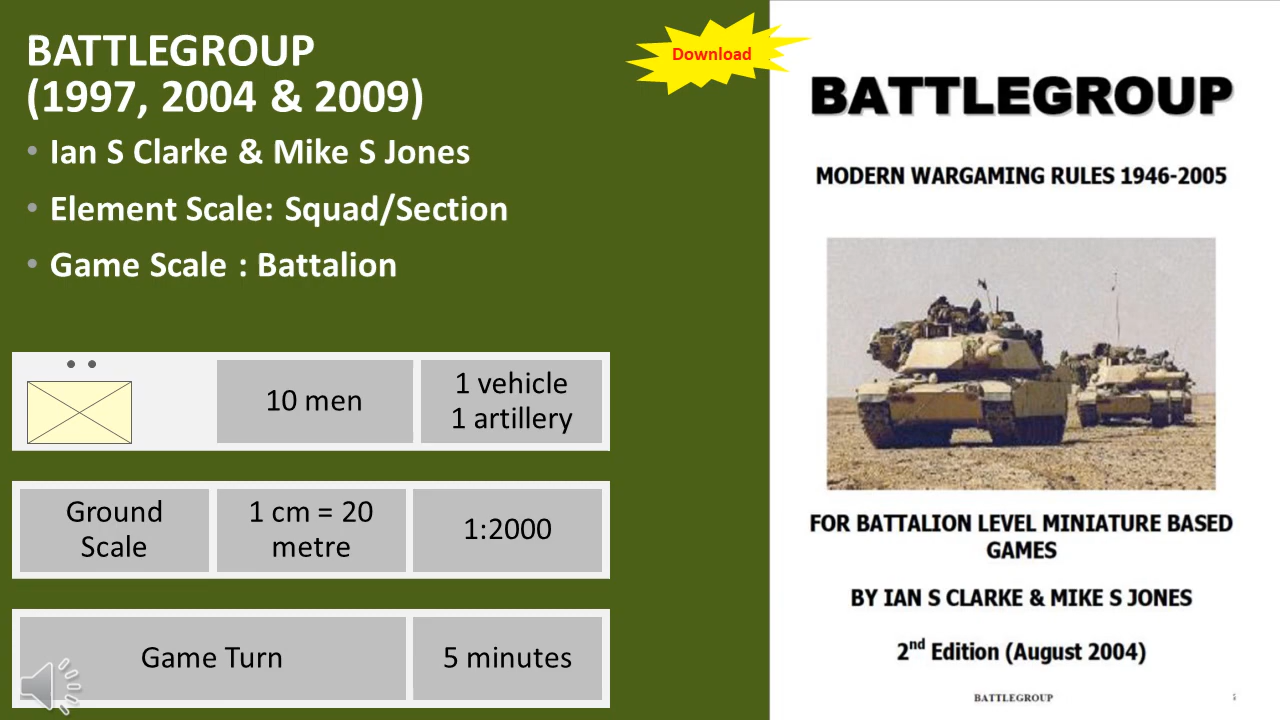 BATTLEGROUP
(1997, 2004 & 2009)
• Ian S Clarke & Mike S Jones
• Element Scale: Squad/Section
• Game Scale : Battalion
10 men
1 vehicle
1 artillery
Ground
Scale
1 cm = 20
metre
1:2000
Game Turn
5 minutes
Download
BATTLEGROUP
MODERN WARGAMING RULES 1946-2005
FOR BATTALION LEVEL MINIATURE BASED
GAMES
BY IAN S CLARKE & MIKE S JONES
2nd Edition (August 2004)
BATTLEGROUP